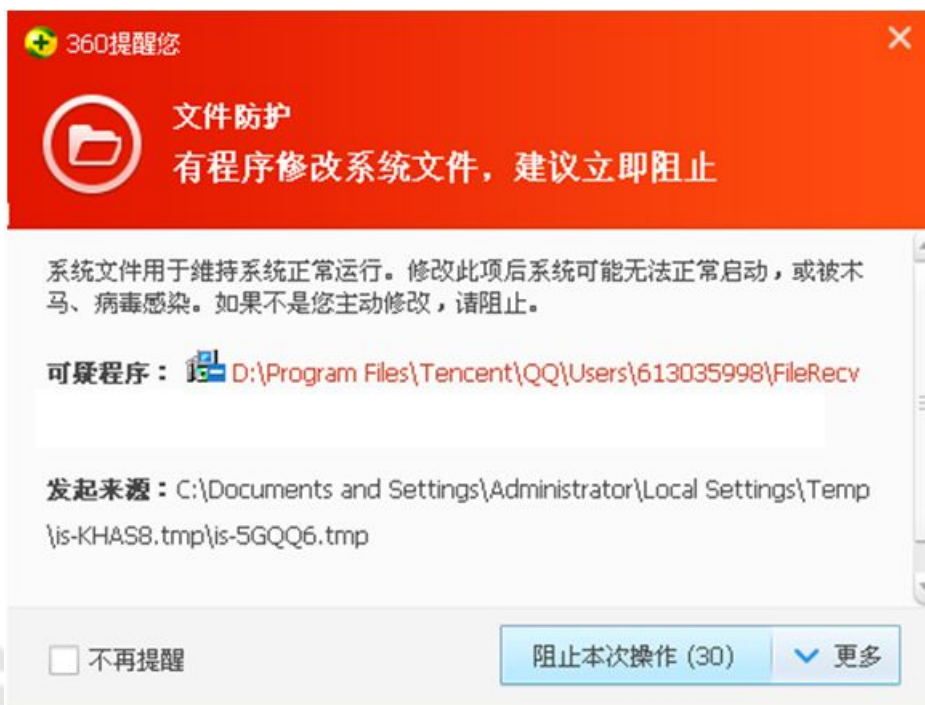 360提醒您
文件防护
有程序修改系统文件，建议立即阻止
系统文件用于维持系统正常运行。修改此项后系统可能无法正常启动，或被木
马、病毒感染。如果不是您主动修改，请阻止。
可疑程序： D:\Program Files\Tencent\QQ\Users\613035998\FileRecv
发起来源：C:\Documents and Settings\Administrator\Local Settings\Temp
\is-KHAS8.tmp\is-5GQQ6.tmp
不再提醒
阻止本次操作 (30)
更多